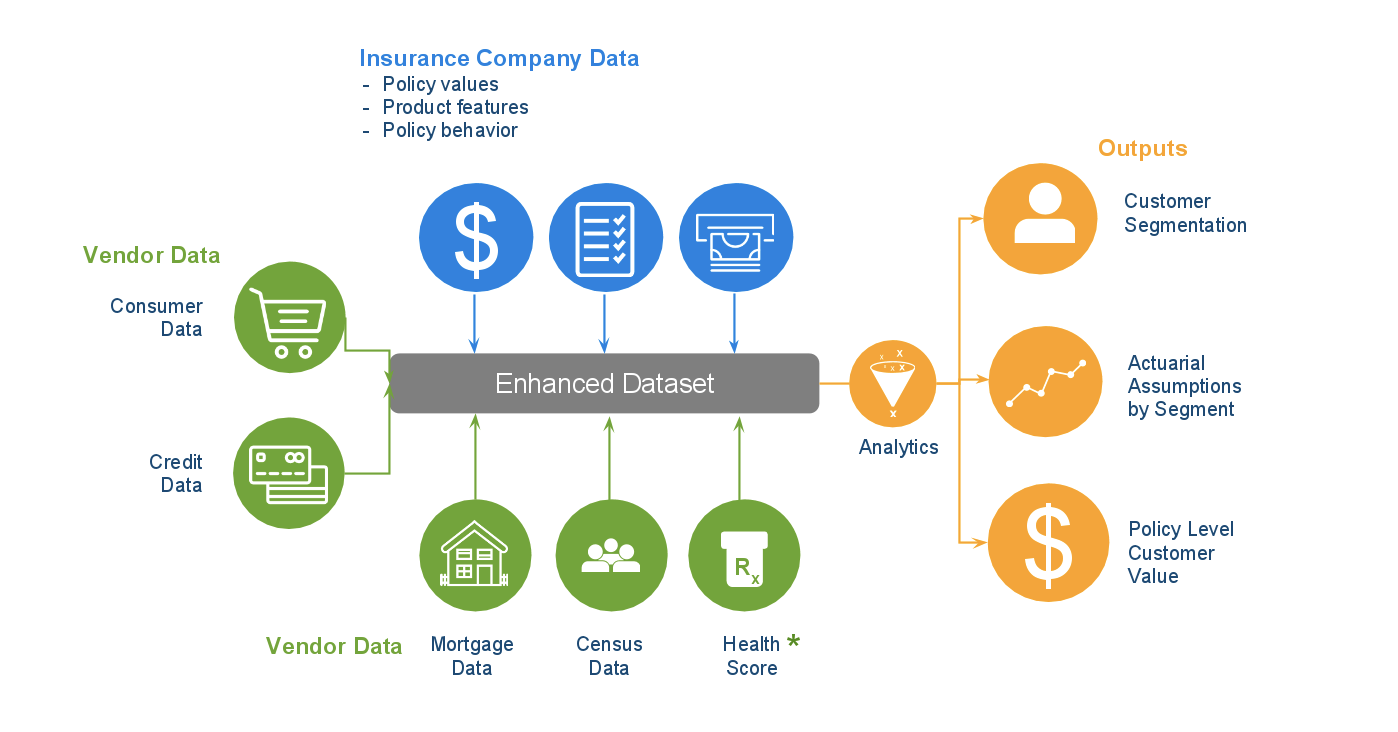 Insurance Company Data
- Policy values
- Product features
- Policy behavior
Outputs
Customer
Segmentation
Vendor Data
Consumer
Data
Enhanced Dataset
Actuarial
Assumptions
by Segment
x x
x x
x
Analytics
Credit
Data
Policy Level
Customer
Value
Rx
Vendor Data
Mortgage
Data
Census
Data
Health *
Score